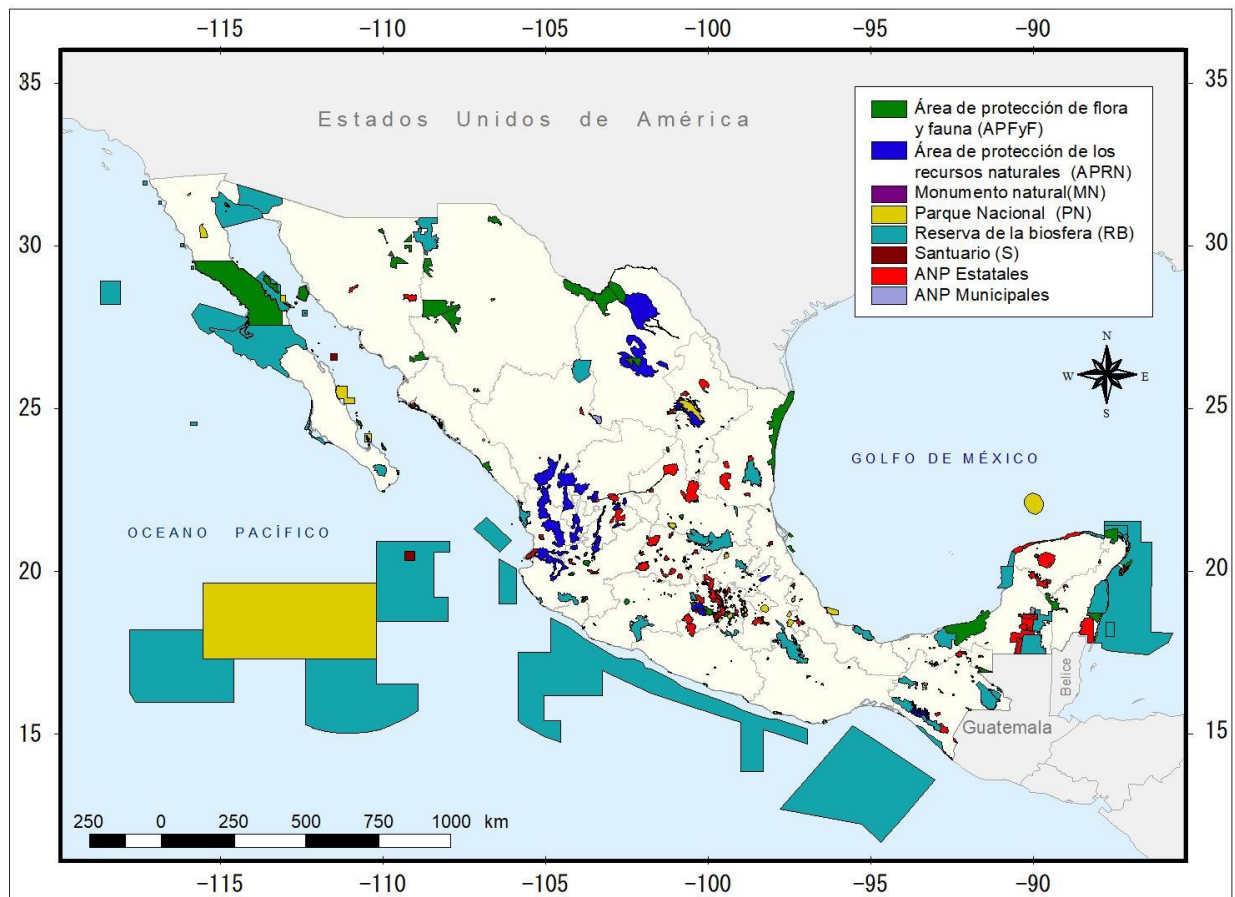 -115 -110 -105 -100 -95 -90
35 35
Estados Unidos de América
Área de protección de flora
y fauna (APFyF)
Área de protección de los
recursos naturales (APRN)
Monumento natural(MN)
Parque Nacional (PN)
Reserva de la biosfera (RB)
Santuario (S)
ANP Estatales
ANP Municipales
30 30
N
W E
S
25 25
GOLFO DE MÉXICO
OCEANO PACÍFICO
20 20
Belice
Guatemala
15 15
250 0 250 500 750 1000 km
-115 -110 -105 -100 -95 -90